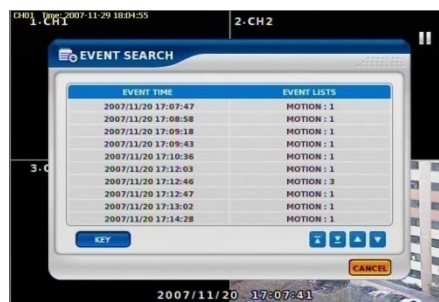 CH01 Time: 2007-11-29 18:04:55
1-CH1 2-CH2
EVENT SEARCH
EVENT TIME EVENT LISTS
2007/11/20 17:07:47 MOTION : 1
2007/11/20 17:08:58 MOTION : 1
2007/11/20 17:09:18 MOTION : 1
2007/11/20 17:09:43 MOTION : 1
2007/11/20 17:10:36 MOTION : 1
2007/11/20 17:12:03 MOTION : 1
2007/11/20 17:12:46 MOTION : 3
2007/11/20 17:12:47 MOTION : 1
2007/11/20 17:13:02 MOTION : 1
2007/11/20 17:14:28 MOTION : 1
3-C
KEY
CANCEL
2007/11/20 17:07:41